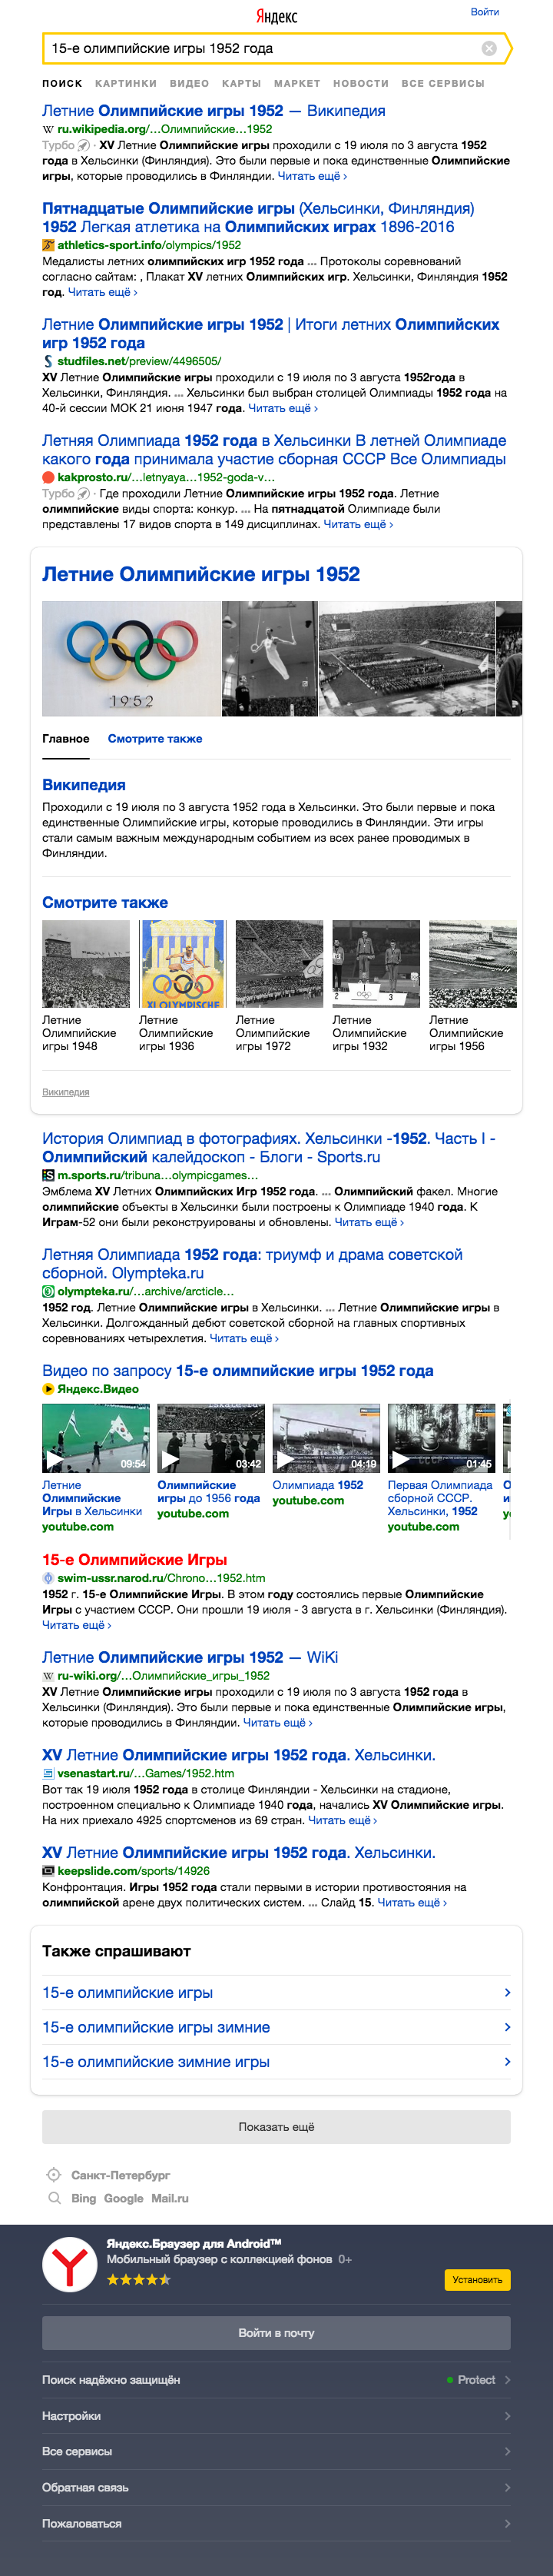 Яндекс
Войти
15-е олимпийские игры 1952 года
ПОИСК КАРТИНКИ ВИДЕО КАРТЫ МАРКЕТ НОВОСТИ ВСЕ СЕРВИСЫ
Летние Олимпийские игры 1952 — Википедия
ru.wikipedia.org/…Олимпийские…1952
Турбо · XV Летние Олимпийские игры проходили с 19 июля по 3 августа 1952
года в Хельсинки (Финляндия). Это были первые и пока единственные Олимпийские
игры, которые проводились в Финляндии. Читать ещё ›
Пятнадцатые Олимпийские игры (Хельсинки, Финляндия)
1952 Легкая атлетика на Олимпийских играх 1896-2016
athletics-sport.info/olympics/1952
Медалисты летних олимпийских игр 1952 года ... Протоколы соревнований
согласно сайтам: , Плакат XV летних Олимпийских игр. Хельсинки, Финляндия 1952
год. Читать ещё ›
Летние Олимпийские игры 1952 | Итоги летних Олимпийских
игр 1952 года
studfiles.net/preview/4496505/
XV Летние Олимпийские игры проходили с 19 июля по 3 августа 1952года в
Хельсинки, Финляндия. ... Хельсинки был выбран столицей Олимпиады 1952 года на
40-й сессии МОК 21 июня 1947 года. Читать ещё ›
Летняя Олимпиада 1952 года в Хельсинки В летней Олимпиаде
какого года принимала участие сборная СССР Все Олимпиады
kakprosto.ru/…letnyaya…1952-goda-v…
Турбо · Где проходили Летние Олимпийские игры 1952 года. Летние
олимпийские виды спорта: конкур. ... На пятнадцатой Олимпиаде были
представлены 17 видов спорта в 149 дисциплинах. Читать ещё ›
Летние Олимпийские игры 1952
1952
Главное Смотрите также
Википедия
Проходили с 19 июля по 3 августа 1952 года в Хельсинки. Это были первые и пока
единственные Олимпийские игры, которые проводились в Финляндии. Эти игры
стали самым важным международным событием из всех ранее проводимых в
Финляндии.
Смотрите также
XI OLYMPISCHE
2 1 3
Летние Летние Летние Летние Летние
Олимпийские Олимпийские Олимпийские Олимпийские Олимпийские
игры 1948 игры 1936 игры 1972 игры 1932 игры 1956
Википедия
История Олимпиад в фотографиях. Хельсинки -1952. Часть I -
Олимпийский калейдоскоп - Блоги - Sports.ru
m.sports.ru/tribuna…olympicgames…
Эмблема XV Летних Олимпийских Игр 1952 года. ... Олимпийский факел. Многие
олимпийские объекты в Хельсинки были построены к Олимпиаде 1940 года. К
Играм-52 они были реконструированы и обновлены. Читать ещё ›
Летняя Олимпиада 1952 года: триумф и драма советской
сборной. Olympteka.ru
olympteka.ru/…archive/arcticle…
1952 год. Летние Олимпийские игры в Хельсинки. ... Летние Олимпийские игры в
Хельсинки. Долгожданный дебют советской сборной на главных спортивных
соревнованиях четырехлетия. Читать ещё ›
Видео по запросу 15-е олимпийские игры 1952 года
Яндекс.Видео
09:54 03:42 04:19 01:45
Летние Олимпийские Олимпиада 1952 Первая Олимпиада
Олимпийские игры до 1956 года youtube.com сборной СССР.
Игры в Хельсинки youtube.com Хельсинки, 1952
youtube.com youtube.com
15-е Олимпийские Игры
swim-ussr.narod.ru/Chrono…1952.htm
1952 г. 15-е Олимпийские Игры. В этом году состоялись первые Олимпийские
Игры с участием СССР. Они прошли 19 июля - 3 августа в г. Хельсинки (Финляндия).
Читать ещё ›
Летние Олимпийские игры 1952 — WiKi
ru-wiki.org/…Олимпийские_игры_1952
XV Летние Олимпийские игры проходили с 19 июля по 3 августа 1952 года в
Хельсинки (Финляндия). Это были первые и пока единственные Олимпийские игры,
которые проводились в Финляндии. Читать ещё ›
XV Летние Олимпийские игры 1952 года. Хельсинки.
vsenastart.ru/…Games/1952.htm
Вот так 19 июля 1952 года в столице Финляндии - Хельсинки на стадионе,
построенном специально к Олимпиаде 1940 года, начались XV Олимпийские игры.
На них приехало 4925 спортсменов из 69 стран. Читать ещё ›
XV Летние Олимпийские игры 1952 года. Хельсинки.
keepslide.com/sports/14926
Конфронтация. Игры 1952 года стали первыми в истории противостояния на
олимпийской арене двух политических систем. ... Слайд 15. Читать ещё ›
Также спрашивают
15-е олимпийские игры
15-е олимпийские игры зимние
15-е олимпийские зимние игры
Показать ещё
Санкт-Петербург
Bing Google Mail.ru
Яндекс.Браузер для Android™
Мобильный браузер с коллекцией фонов 0+
Установить
Войти в почту
Поиск надёжно защищён Protect
Настройки
Все сервисы
Обратная связь
Пожаловаться